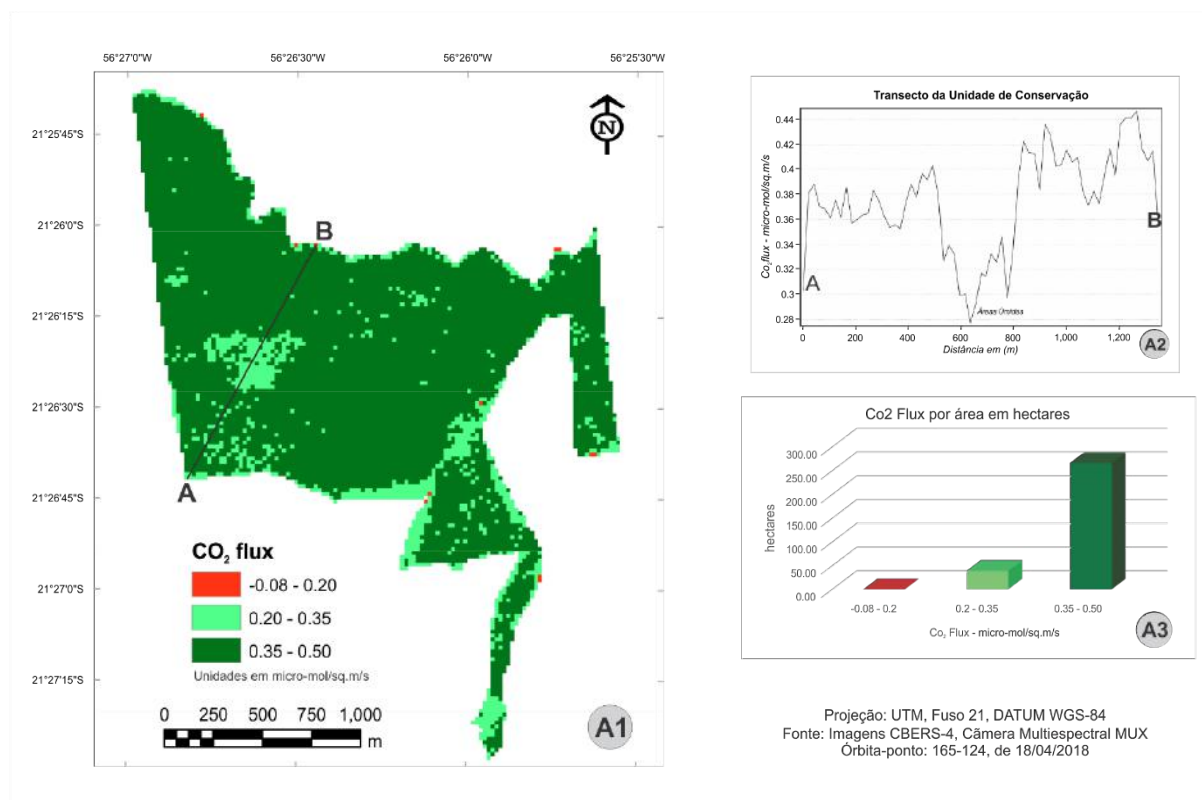 56°27'0"W
56°26'30"W
56°26'0"W
56°25'30"W
21°25'45"S
21°26'0"S
21°26'15"S
21°26'30"S
21°26'45"S
21°27'0"S
21°27'15"S
N
B
A
CO₂ flux
-0.08 - 0.20
0.20 - 0.35
0.35 - 0.50
Unidades em micro-mol/sq.m/s
0 250 500 750 1,000
m
A1
Transecto da Unidade de Conservação
Co₂flux - micro-mol/sq.m/s
0.44
0.42
0.4
0.38
0.36
0.34
0.32
0.3
0.28
A
B
Áreas Úmidas
0 200 400 600 800 1,000 1,200
Distância em (m)
A2
Co2 Flux por área em hectares
hectares
300.00
250.00
200.00
150.00
100.00
50.00
0.00
-0.08 - 0.2 0.2 - 0.35 0.35 - 0.50
Co₂ Flux - micro-mol/sq.m/s
A3
Projeção: UTM, Fuso 21, DATUM WGS-84
Fonte: Imagens CBERS-4, Cãmera Multiespectral MUX
Órbita-ponto: 165-124, de 18/04/2018